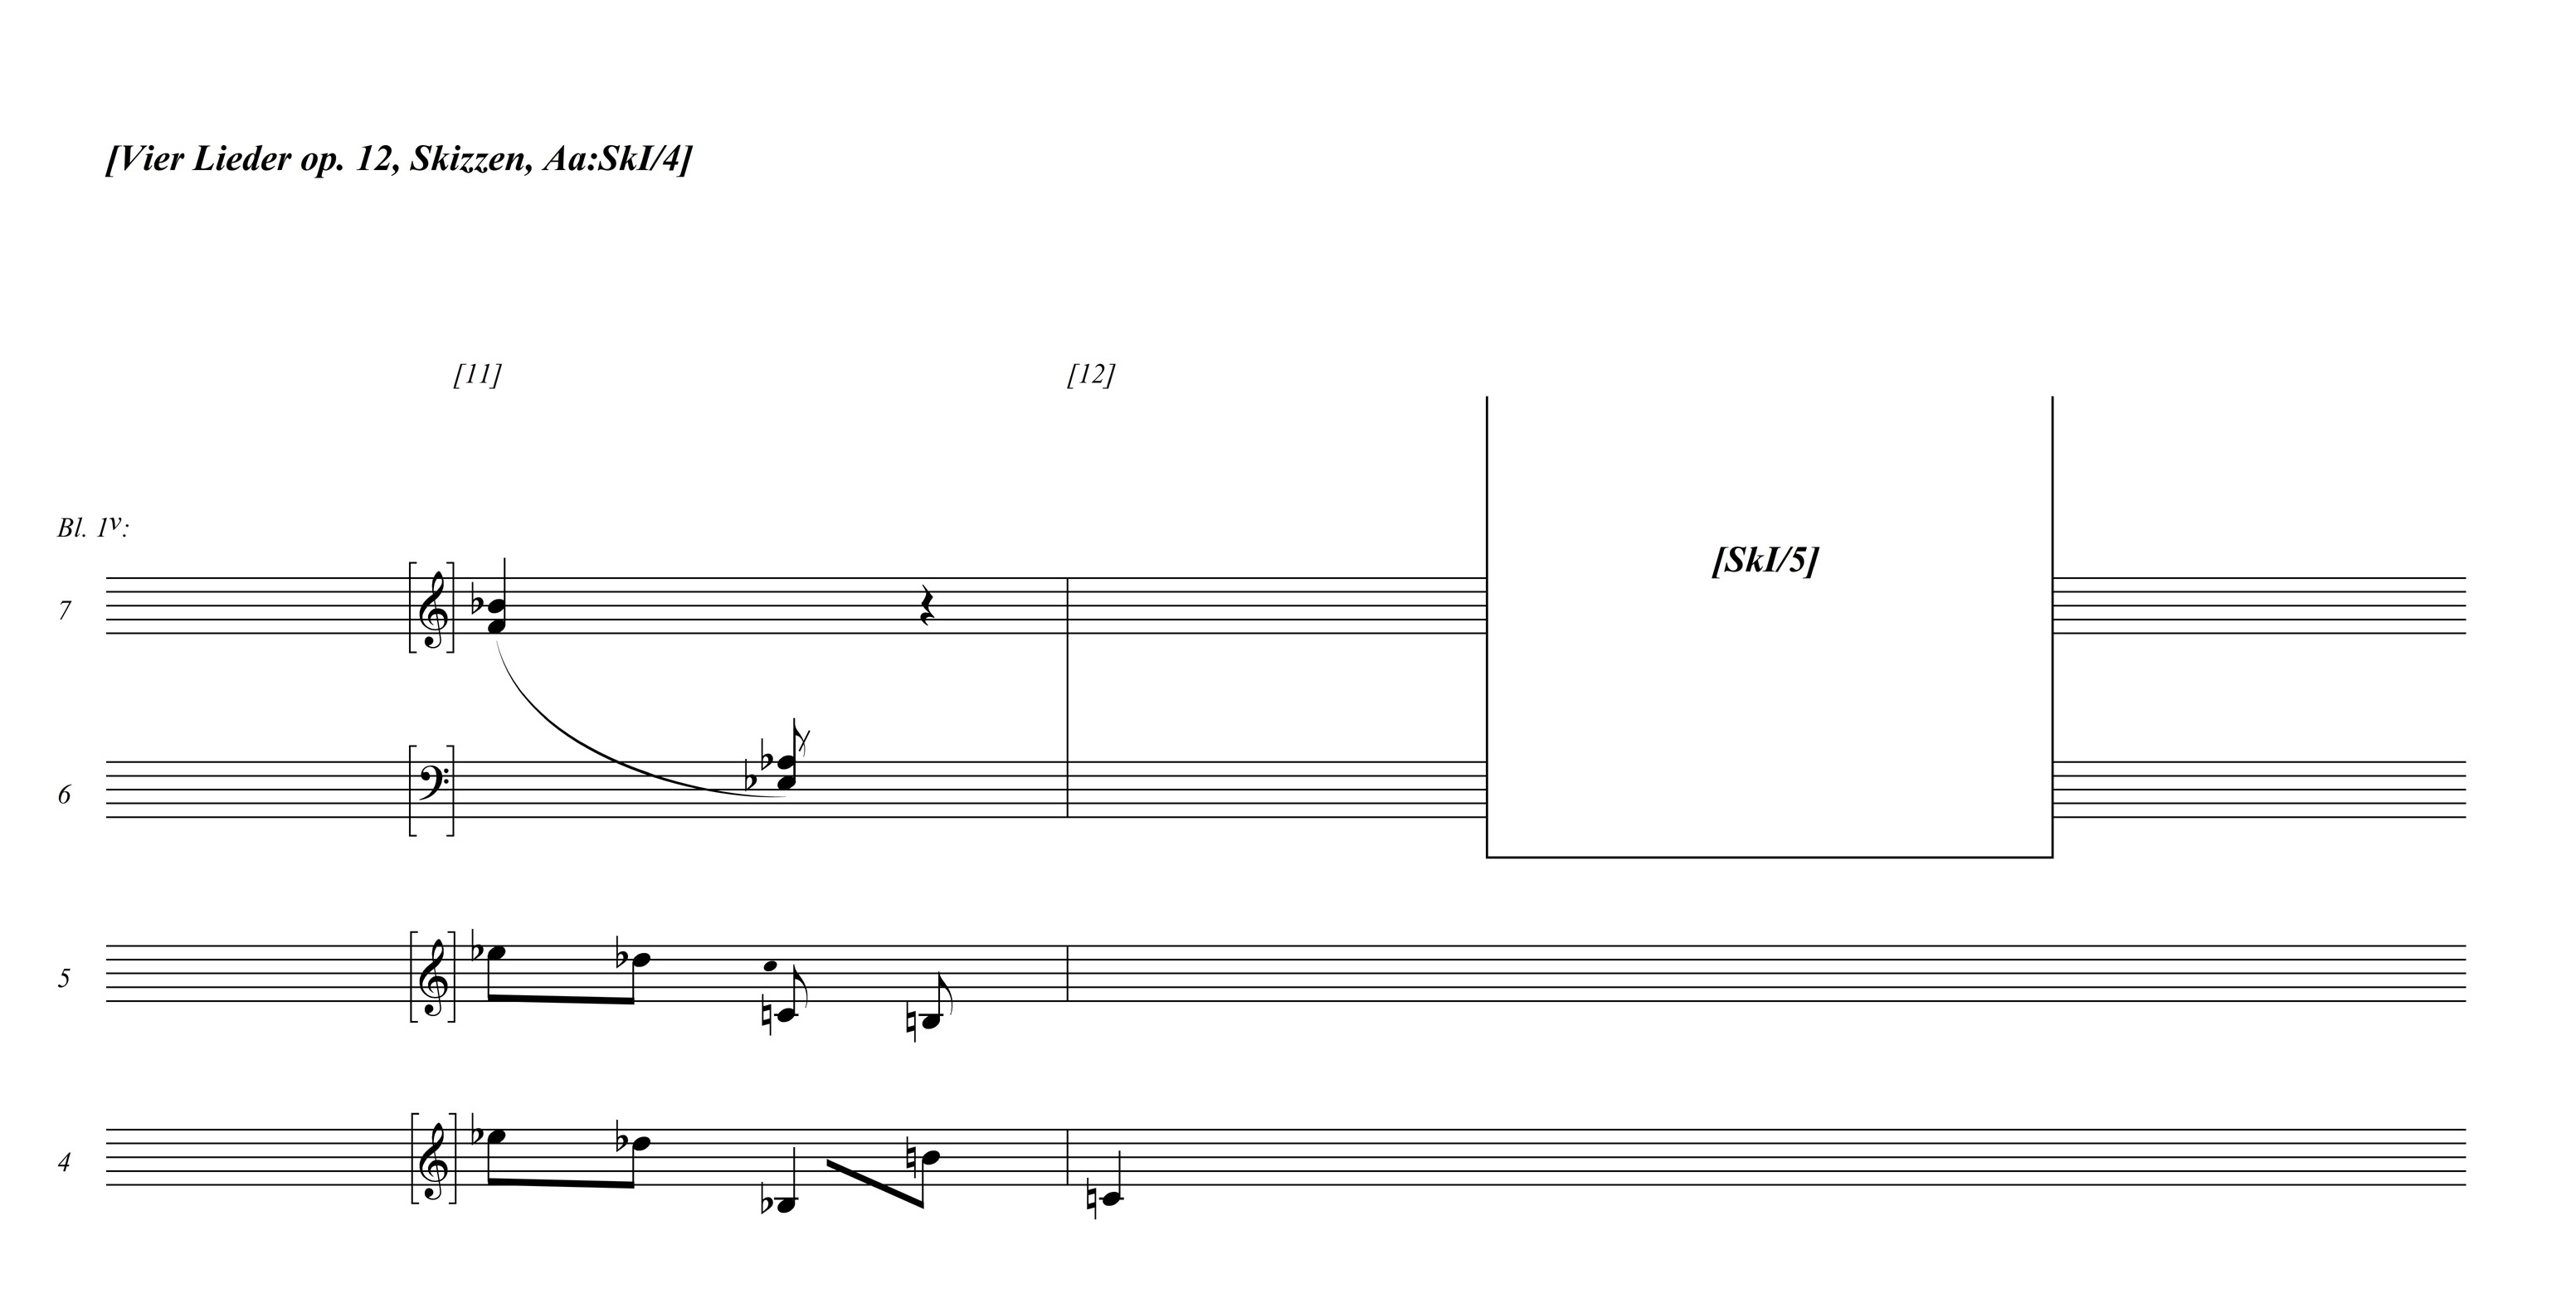 [Vier Lieder op. 12, Skizzen, Aa:SkI/4]
[11] [12]
Bl. 1v:
[SkI/5]
7
6
5
4